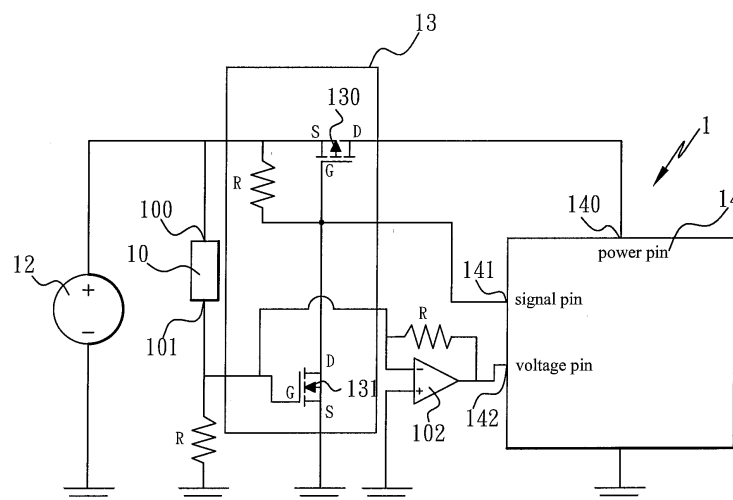 13
130
S D
1
G
R
140
14
100
power pin
10
141
12
+
signal pin
R
−
101
D
−
voltage pin
G
131
+
R
S
102
142